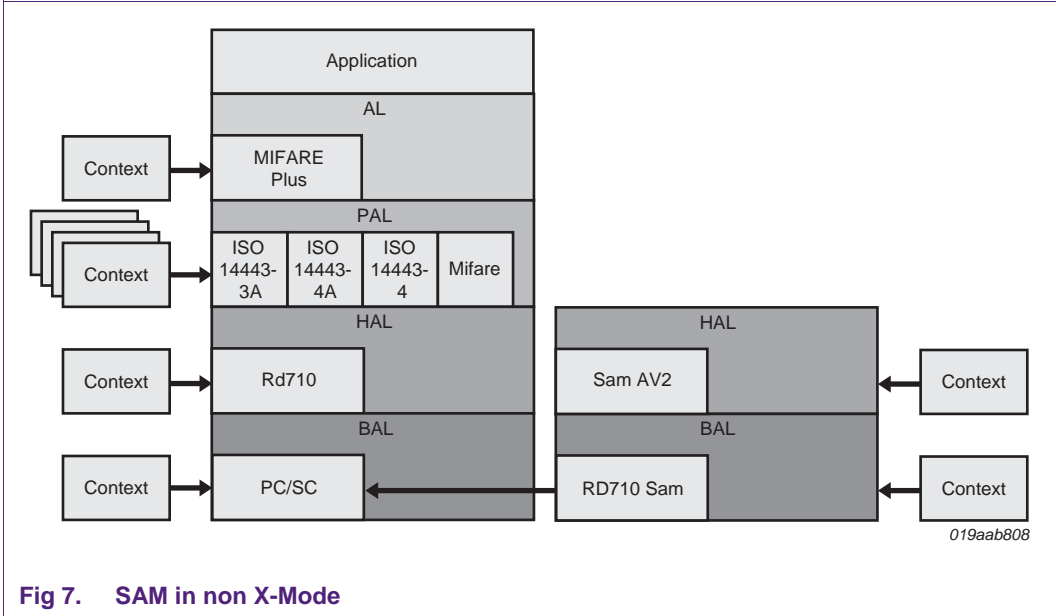 Application
AL
Context
MIFARE
Plus
PAL
Context
ISO
14443-
3A
ISO
14443-
4A
ISO
14443-
4
Mifare
HAL
HAL
Context
Rd710
Sam AV2
Context
BAL
BAL
Context
PC/SC
RD710 Sam
Context
019aab808
Fig 7. SAM in non X-Mode